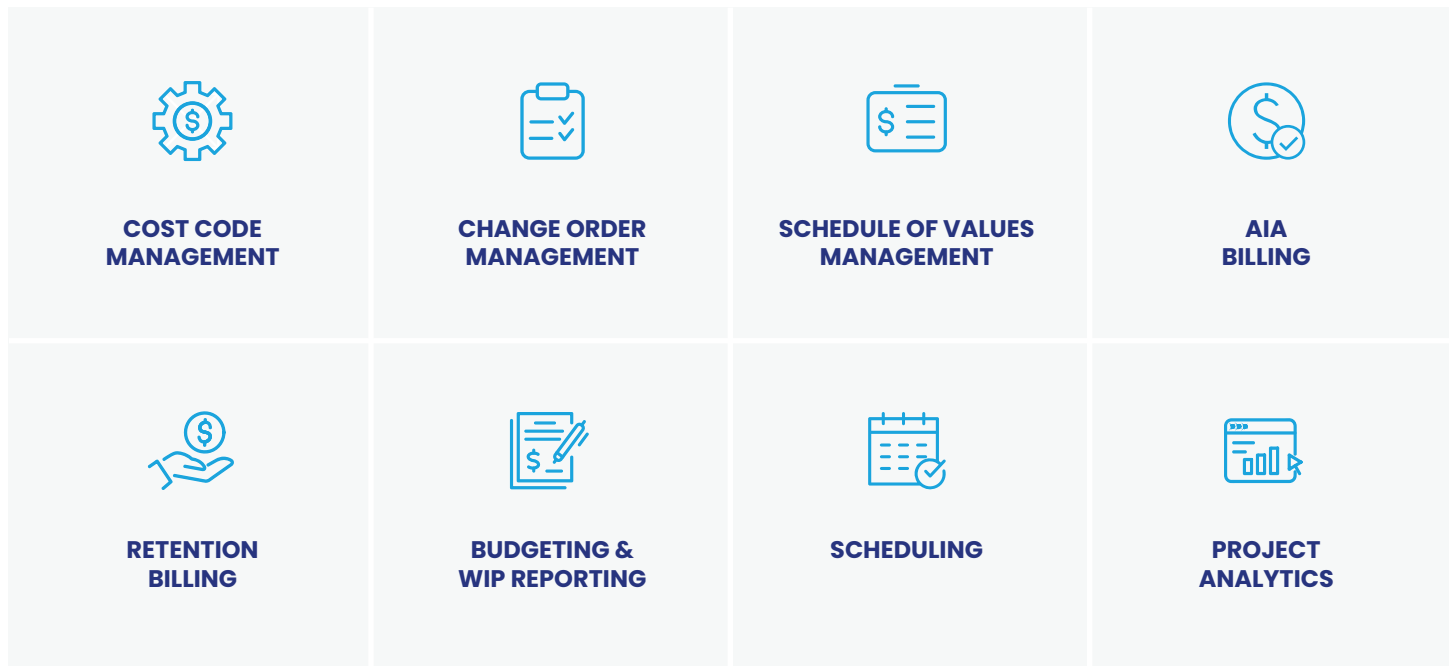 COST CODE
MANAGEMENT
CHANGE ORDER
MANAGEMENT
SCHEDULE OF VALUES
MANAGEMENT
AIA
BILLING
RETENTION
BILLING
BUDGETING &
WIP REPORTING
SCHEDULING
PROJECT
ANALYTICS